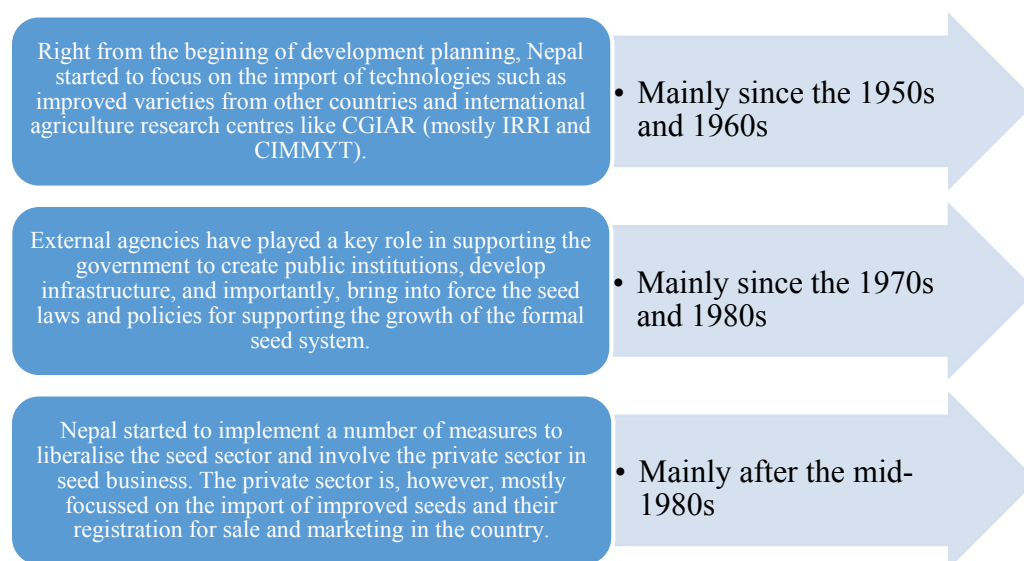 Right from the begining of development planning, Nepal
started to focus on the import of technologies such as
improved varieties from other countries and international
agriculture research centres like CGIAR (mostly IRRI and
CIMMYT).
• Mainly since the 1950s
and 1960s
External agencies have played a key role in supporting the
government to create public institutions, develop
infrastructure, and importantly, bring into force the seed
laws and policies for supporting the growth of the formal
seed system.
• Mainly since the 1970s
and 1980s
Nepal started to implement a number of measures to
liberalise the seed sector and involve the private sector in
seed business. The private sector is, however, mostly
focussed on the import of improved seeds and their
registration for sale and marketing in the country.
• Mainly after the mid-
1980s